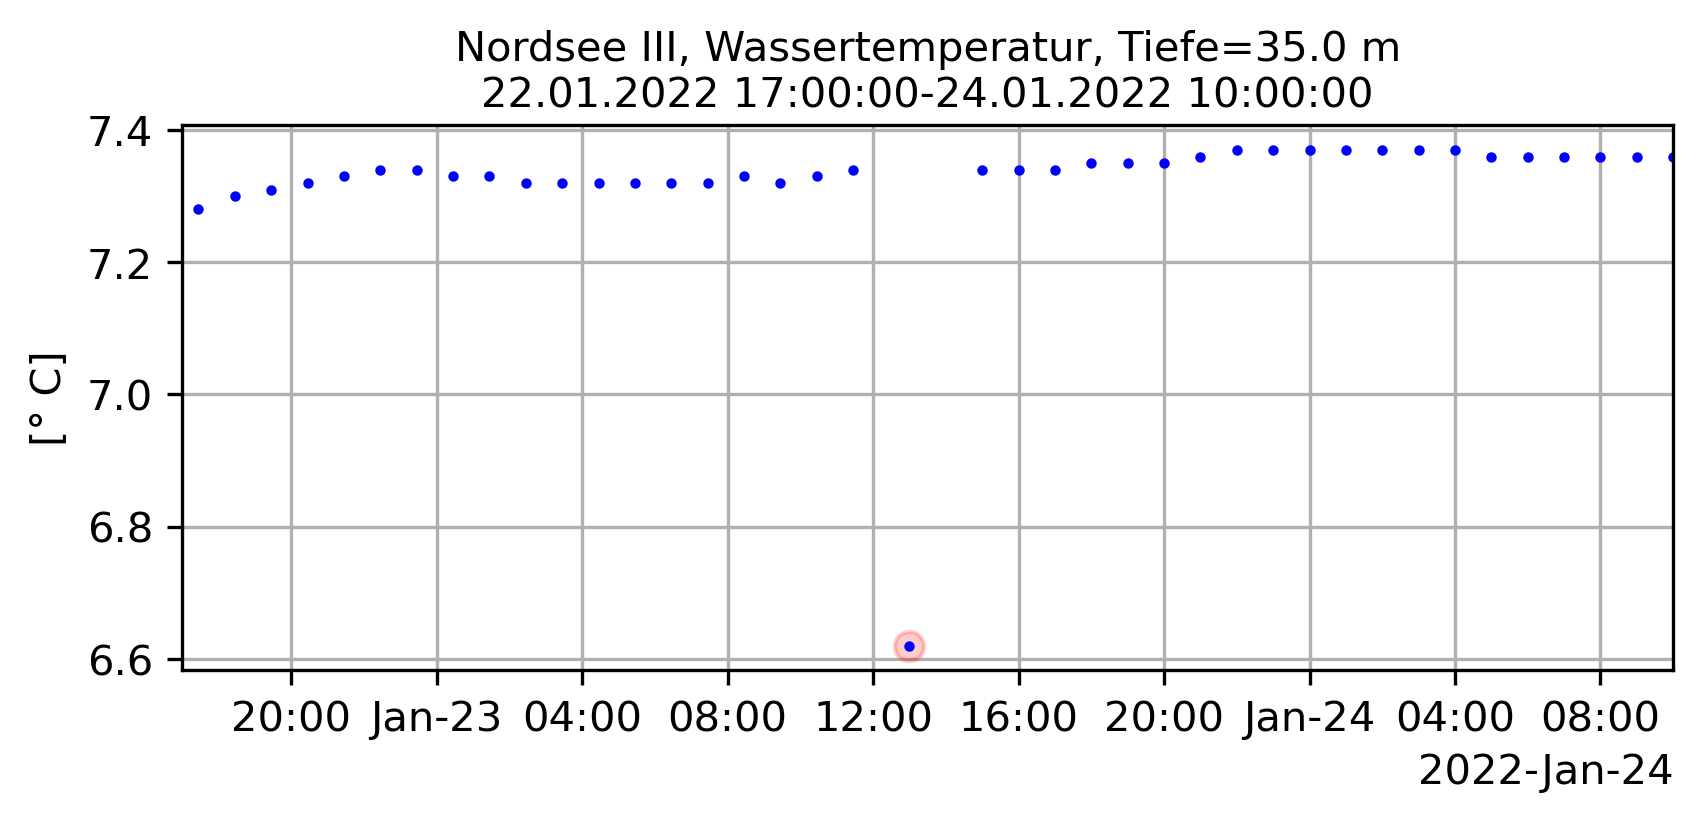 Nordsee III, Wassertemperatur, Tiefe=35.0 m
22.01.2022 17:00:00-24.01.2022 10:00:00
7.4
7.2
7.0
6.8
6.6
[° C]
20:00 Jan-23 04:00 08:00 12:00 16:00 20:00 Jan-24 04:00 08:00
2022-Jan-24